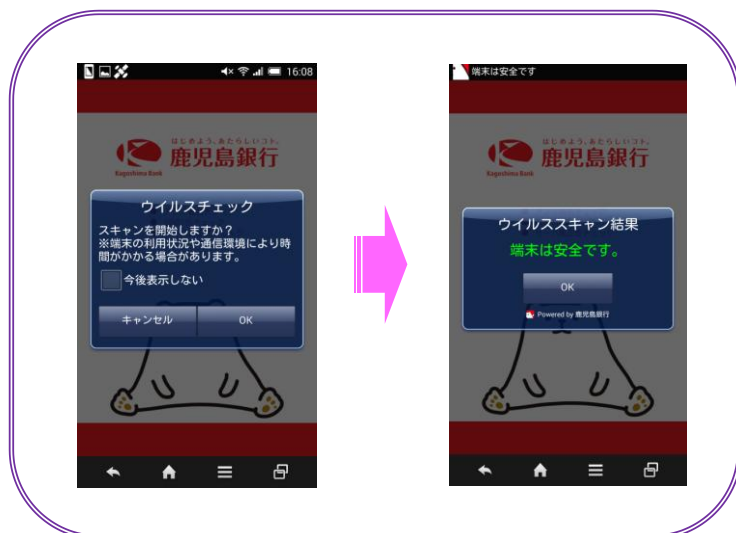 16:08
はじめよう、あたらしいコト。
鹿児島銀行
Kagoshima Bank
ウイルスチェック
スキャンを開始しますか？
※端末の利用状況や通信環境により時
間がかかる場合があります。
今後表示しない
キャンセル
OK
端末は安全です
はじめよう、あたらしいコト。
鹿児島銀行
Kagoshima Bank
ウイルススキャン結果
端末は安全です。
OK
Powered by 鹿児島銀行